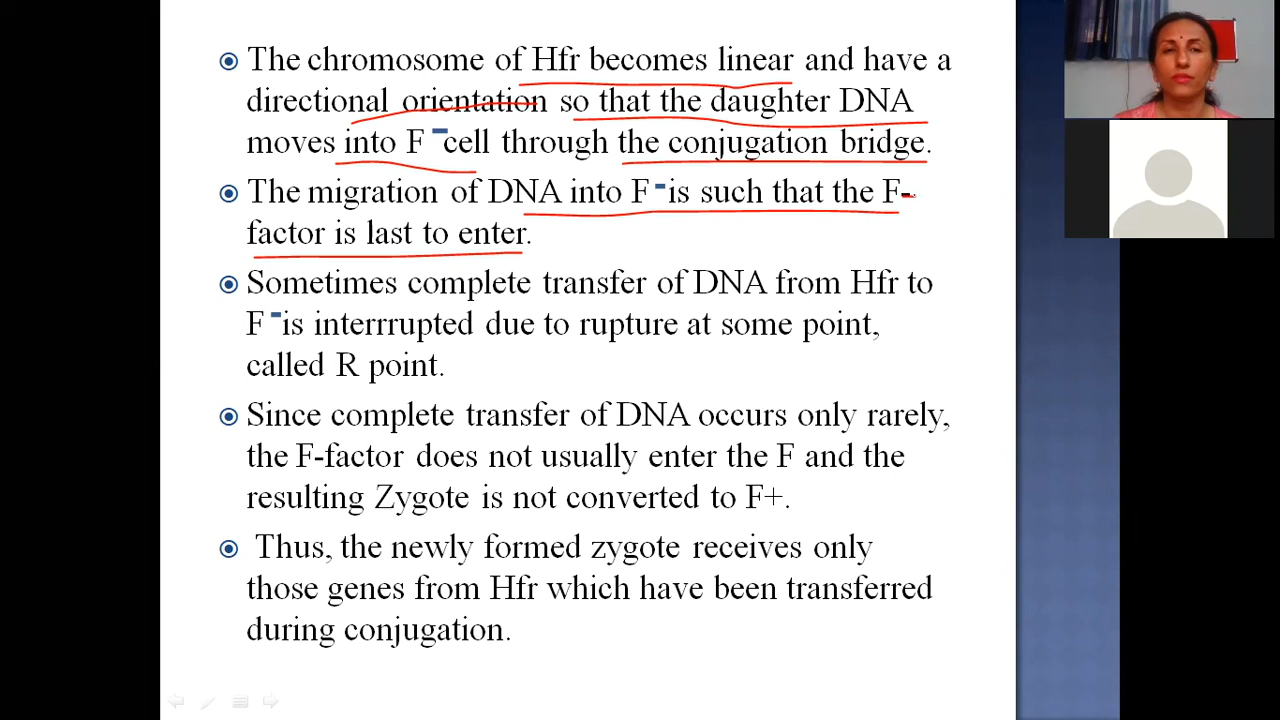 The chromosome of Hfr becomes linear and have a
directional orientation so that the daughter DNA
moves into F - cell through the conjugation bridge.
The migration of DNA into F - is such that the F-
factor is last to enter.
Sometimes complete transfer of DNA from Hfr to
F - is interrrupted due to rupture at some point,
called R point.
Since complete transfer of DNA occurs only rarely,
the F-factor does not usually enter the F and the
resulting Zygote is not converted to F+.
Thus, the newly formed zygote receives only
those genes from Hfr which have been transferred
during conjugation.